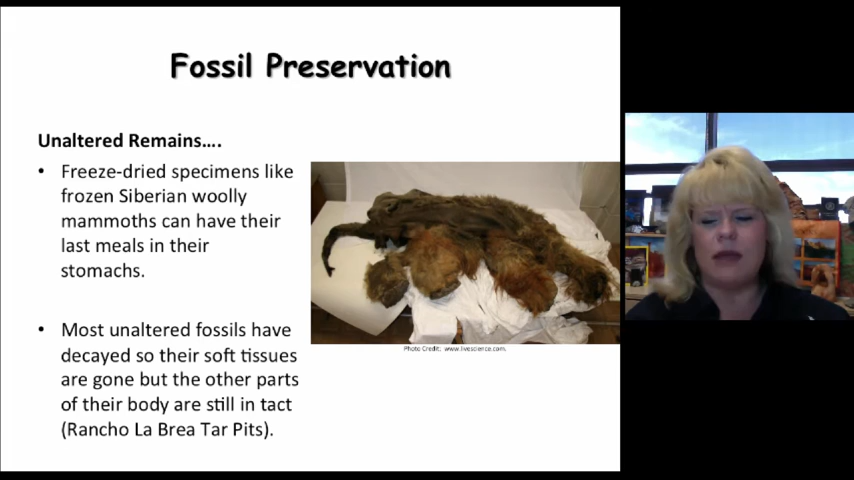 Fossil Preservation
Unaltered Remains....
• Freeze-dried specimens like
frozen Siberian woolly
mammoths can have their
last meals in their
stomachs.
• Most unaltered fossils have
decayed so their soft tissues
are gone but the other parts
of their body are still in tact
(Rancho La Brea Tar Pits).
Photo Credit: www.livescience.com.